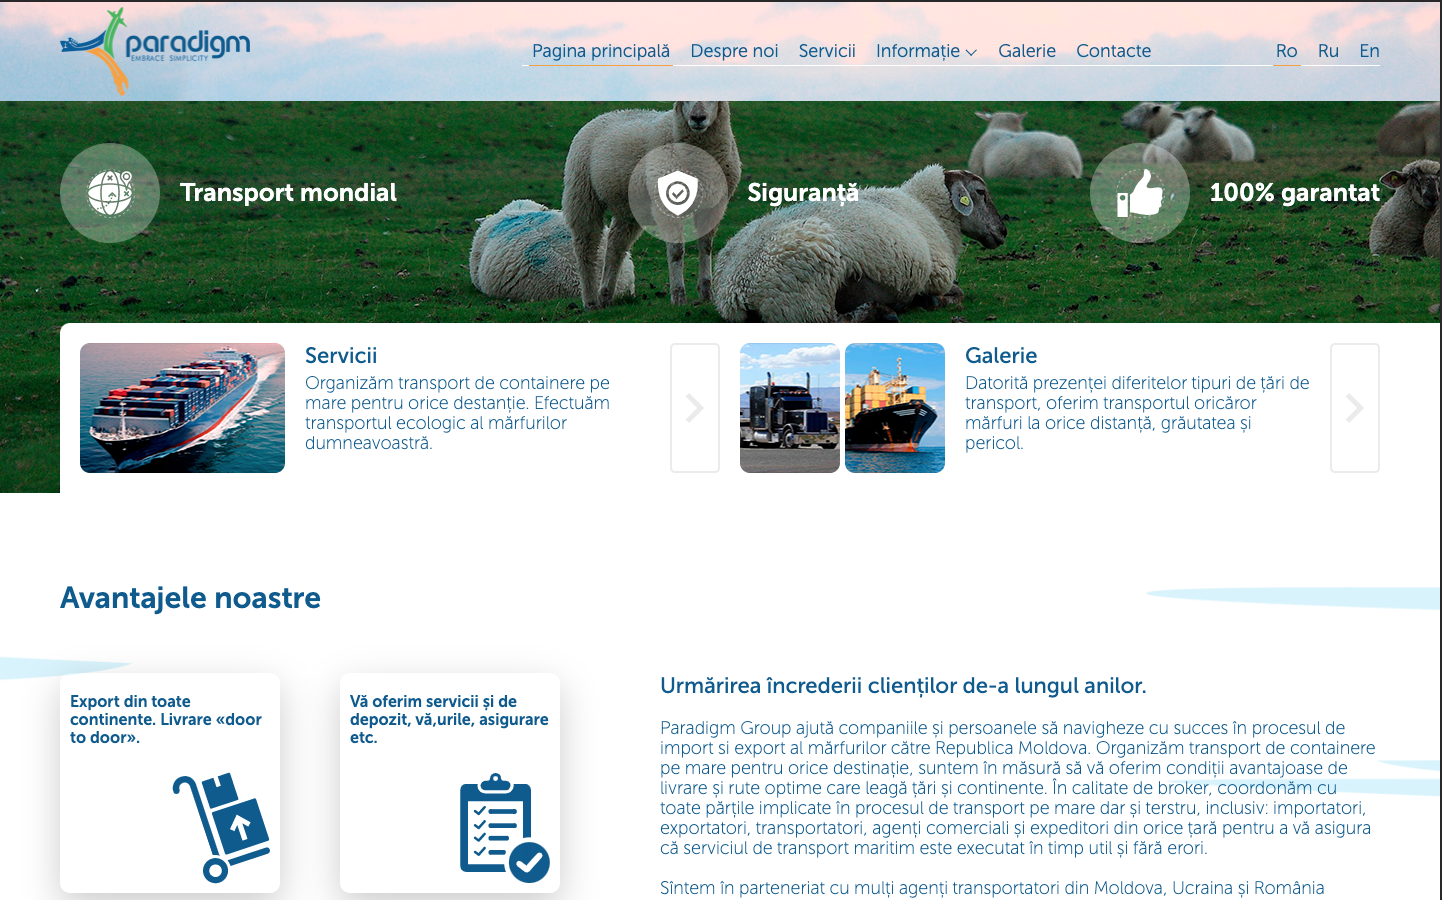 paradigm
EMBRACE SIMPLICITY
Pagina principală Despre noi Servicii Informație Galerie Contacte Ro Ru En
Transport mondial
Siguranță
100% garantat
Servicii
Organizăm transport de containere pe
mare pentru orice destanție. Efectuăm
transportul ecologic al mărfurilor
dumneavoastră.
Galerie
Datorită prezenței diferitelor tipuri de țări de
transport, oferim transportul oricăror
mărfuri la orice distanță, grăutatea și
pericol.
Avantajele noastre
Export din toate
continente. Livrare «door
to door».
Vă oferim servicii și de
depozit, vă,urile, asigurare
etc.
Urmărirea încrederii clienților de-a lungul anilor.
Paradigm Group ajută companiile și persoanele să navigheze cu succes în procesul de
import si export al mărfurilor către Republica Moldova. Organizăm transport de containere
pe mare pentru orice destinație, suntem în măsură să vă oferim condiții avantajoase de
livrare și rute optime care leagă țări și continente. În calitate de broker, coordonăm cu
toate părțile implicate în procesul de transport pe mare dar și terstru, inclusiv: importatori,
exportatori, transportatori, agenți comerciali și expeditori din orice țară pentru a vă asigura
că serviciul de transport maritim este executat în timp util și fără erori.
Sîntem în parteneriat cu mulți agenți transportatori din Moldova, Ucraina și România